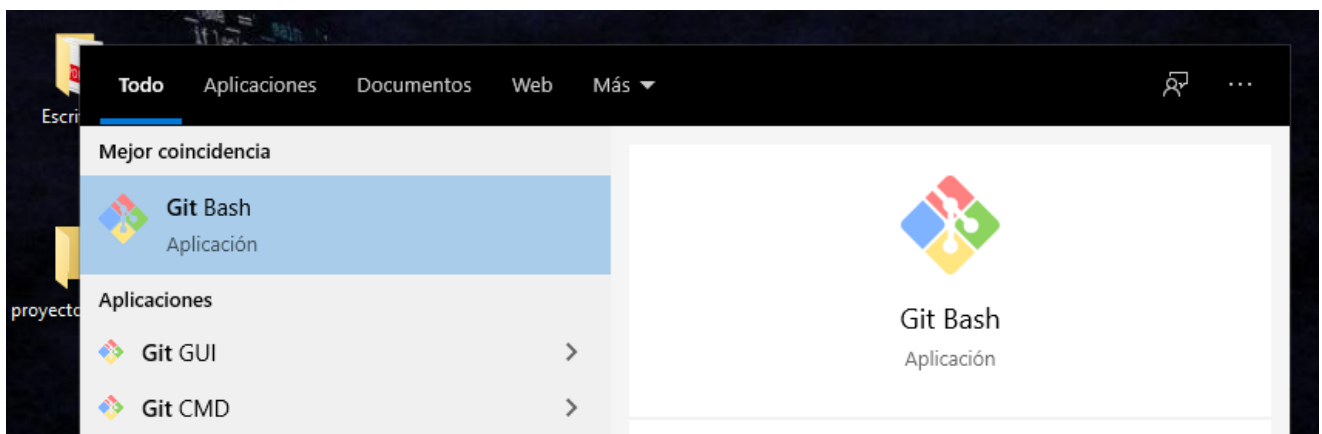 Todo Aplicaciones Documentos Web Más
Mejor coincidencia
Git Bash
Aplicación
Aplicaciones
Git GUI
Git CMD
Git Bash
Aplicación